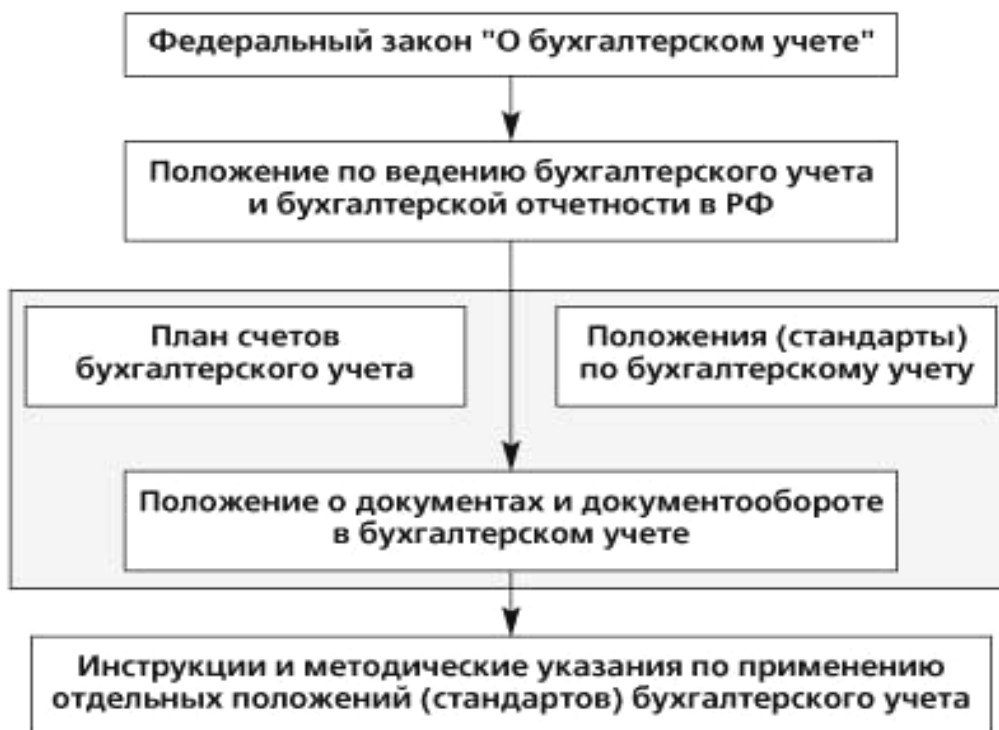 Федеральный закон "О бухгалтерском учете"
Положение по ведению бухгалтерского учета
и бухгалтерской отчетности в РФ
План счетов
бухгалтерского учета
Положения (стандарты)
по бухгалтерскому учету
Положение о документах и документообороте
в бухгалтерском учете
Инструкции и методические указания по применению
отдельных положений (стандартов) бухгалтерского учета